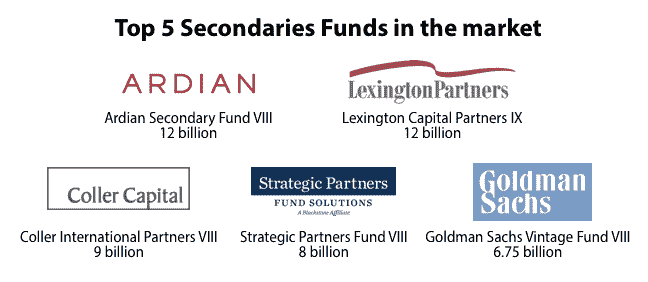 Top 5 Secondaries Funds in the market
ARDIAN
LexingtonPartners
Ardian Secondary Fund VIII
12 billion
Lexington Capital Partners IX
12 billion
Coller Capital
Strategic Partners
FUND SOLUTIONS
A Blackstone Affiliate
Goldman
Sachs
Coller International Partners VIII
9 billion
Strategic Partners Fund VIII
8 billion
Goldman Sachs Vintage Fund VIII
6.75 billion